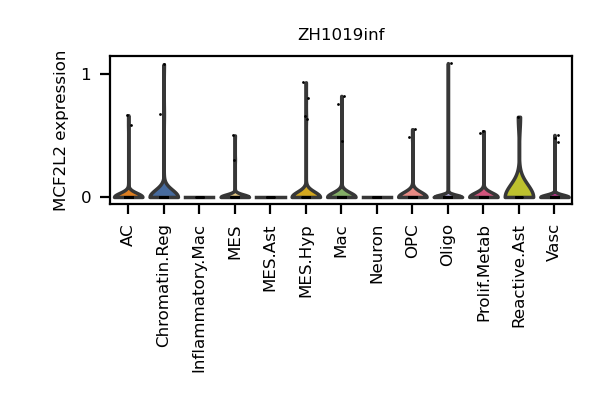 ZH1019inf
MCF2L2 expression
1
0
AC
Chromatin.Reg
Inflammatory.Mac
MES
MES.Ast
MES.Hyp
Mac
Neuron
OPC
Oligo
Prolif.Metab
Reactive.Ast
Vasc